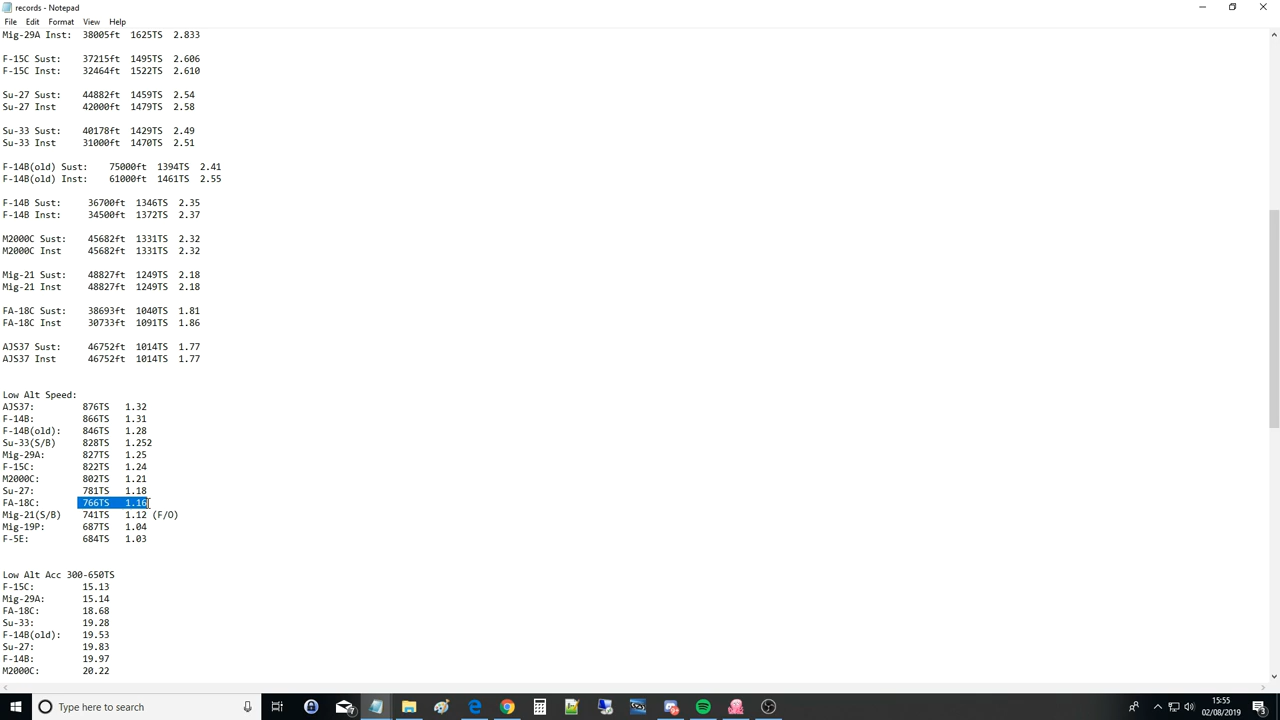 records - Notepad
File Edit Format View Help
Mig-29A Inst: 38005ft 1625TS 2.833
F-15C Sust: 37215ft 1495TS 2.606
F-15C Inst: 32464ft 1522TS 2.610
Su-27 Sust: 44882ft 1459TS 2.54
Su-27 Inst 42000ft 1479TS 2.58
Su-33 Sust: 40178ft 1429TS 2.49
Su-33 Inst 31000ft 1470TS 2.51
F-14B(old) Sust: 75000ft 1394TS 2.41
F-14B(old) Inst: 61000ft 1461TS 2.55
F-14B Sust: 36700ft 1346TS 2.35
F-14B Inst: 34500ft 1372TS 2.37
M2000C Sust: 45682ft 1331TS 2.32
M2000C Inst 45682ft 1331TS 2.32
Mig-21 Sust: 48827ft 1249TS 2.18
Mig-21 Inst: 48827ft 1249TS 2.18
FA-18C Sust: 38693ft 1040TS 1.81
FA-18C Inst 30733ft 1091TS 1.86
AJS37 Sust: 46752ft 1014TS 1.77
AJS37 Inst 46752ft 1014TS 1.77
Low Alt Speed:
AJS37: 876TS 1.32
F-14B: 866TS 1.31
F-14B(old): 846TS 1.28
Su-33(S/B) 828TS 1.252
Mig-29A: 827TS 1.25
F-15C: 822TS 1.24
M2000C: 802TS 1.21
Su-27: 781TS 1.18
FA-18C: 766TS 1.16
Mig-21(S/B) 741TS 1.12 (F/O)
Mig-19P: 687TS 1.04
F-5E: 684TS 1.03
Low Alt Acc 300-650TS
F-15C: 15.13
Mig-29A: 15.14
FA-18C: 18.68
Su-33: 19.28
F-14B(old): 19.53
Su-27: 19.83
F-14B: 19.97
M2000C: 20.22
Type here to search
7
15:55
02/08/2019
3